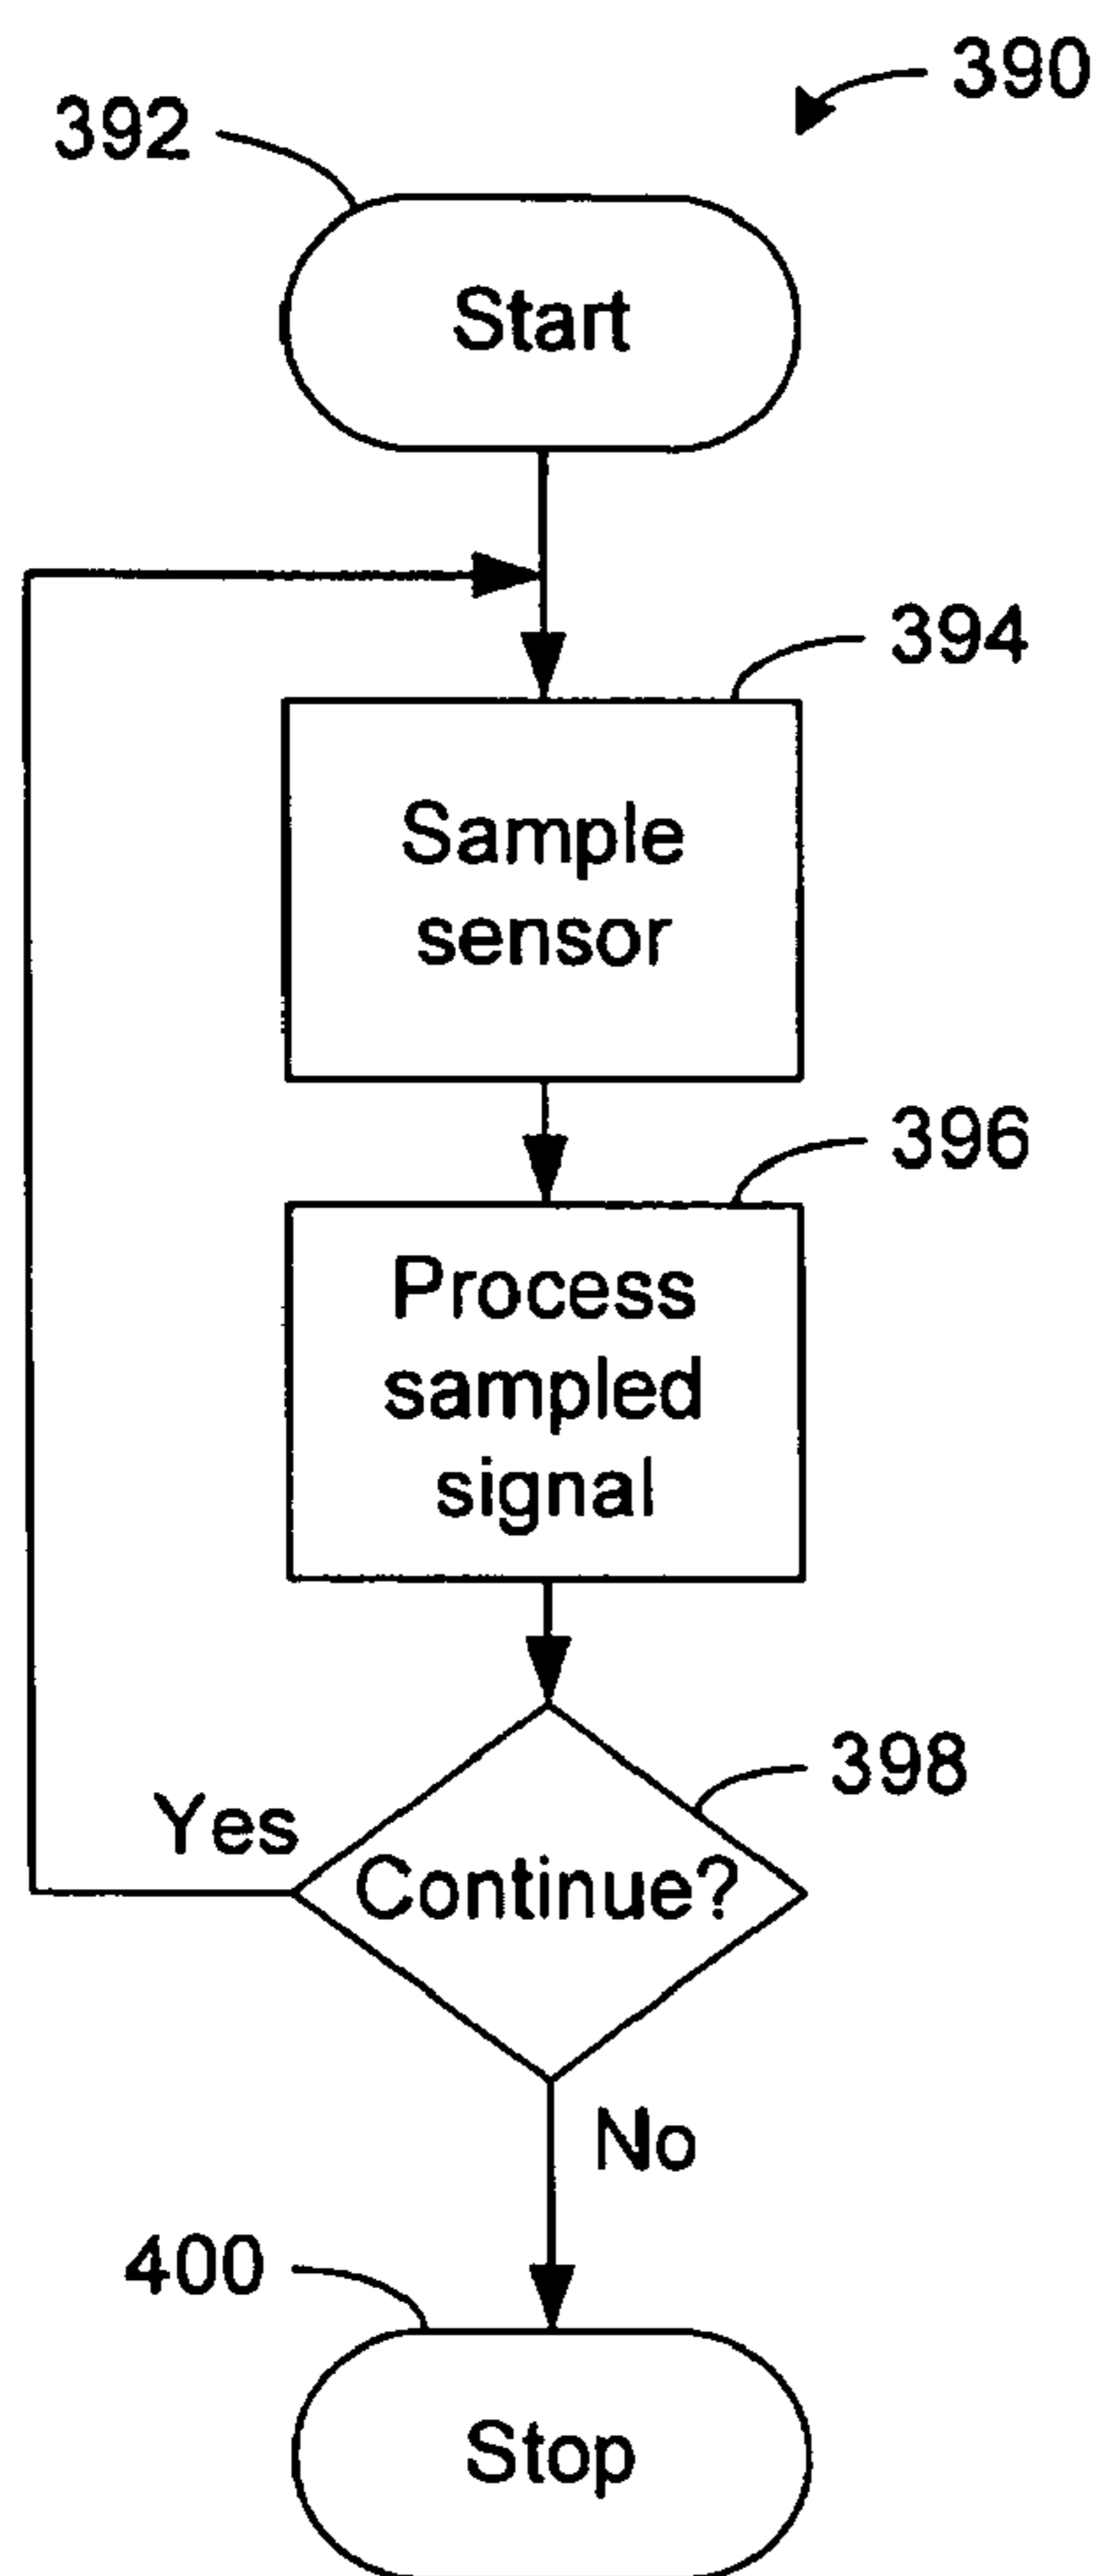 390
392
Start
394
Sample
sensor
396
Process
sampled
signal
398
Yes
Continue?
No
400
Stop